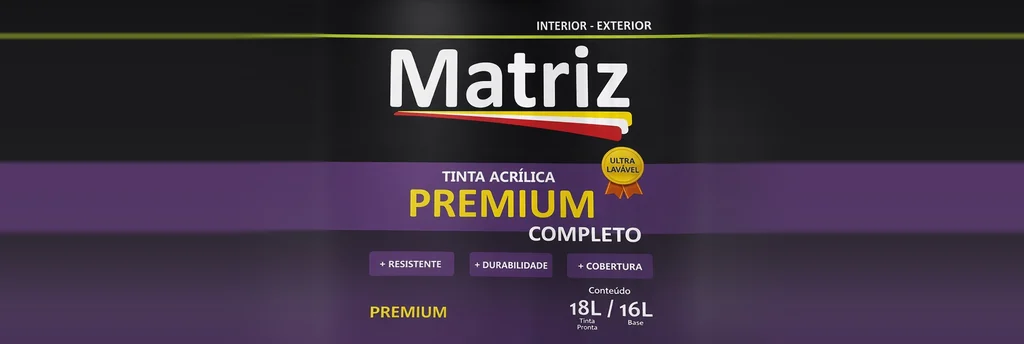 INTERIOR - EXTERIOR
Matriz
ULTRA
LAVÁVEL
TINTA ACRÍLICA
PREMIUM
COMPLETO
+ RESISTENTE + DURABILIDADE + COBERTURA
Conteúdo
PREMIUM 18L / 16L
Tinta Pronta Base